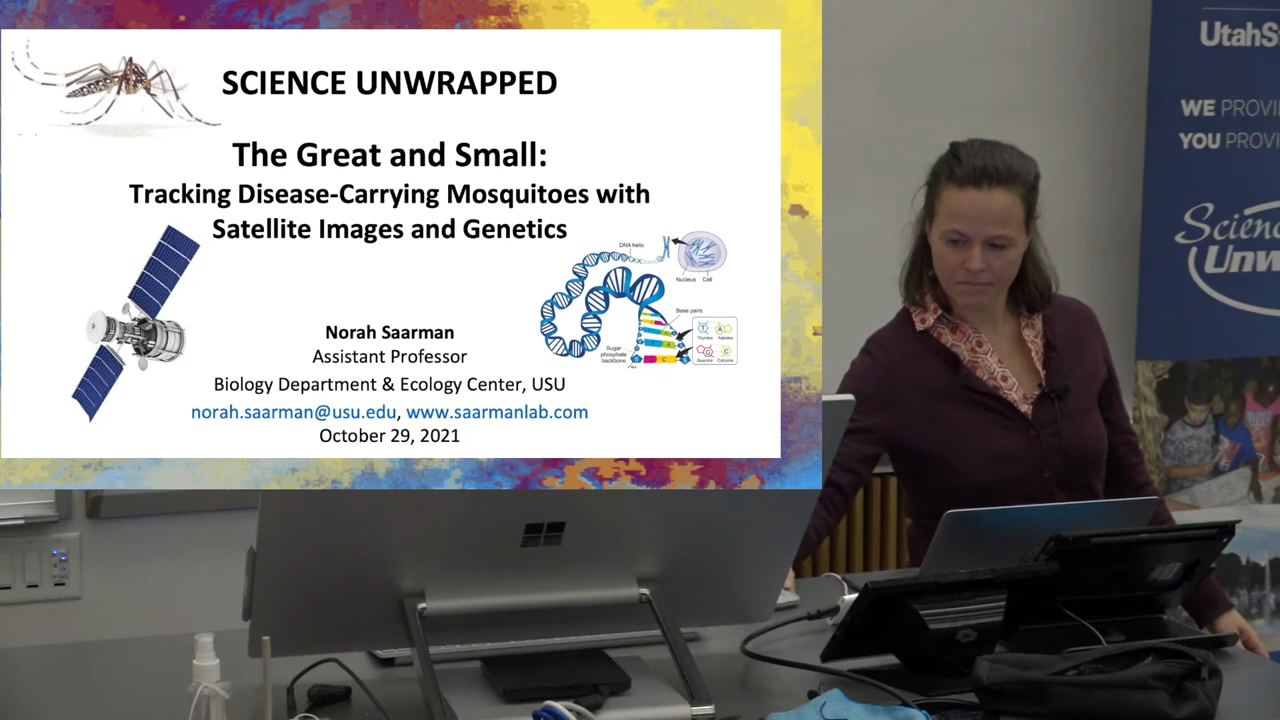 SCIENCE UNWRAPPED
The Great and Small:
Tracking Disease-Carrying Mosquitoes with
Satellite Images and Genetics
DNA helix
Nucleus Cell
Base pairs
T A
Thymine Adenine
G C
Guanine Cytosine
Sugar
phosphate
backbone
Norah Saarman
Assistant Professor
Biology Department & Ecology Center, USU
norah.saarman@usu.edu, www.saarmanlab.com
October 29, 2021
WE
YOU